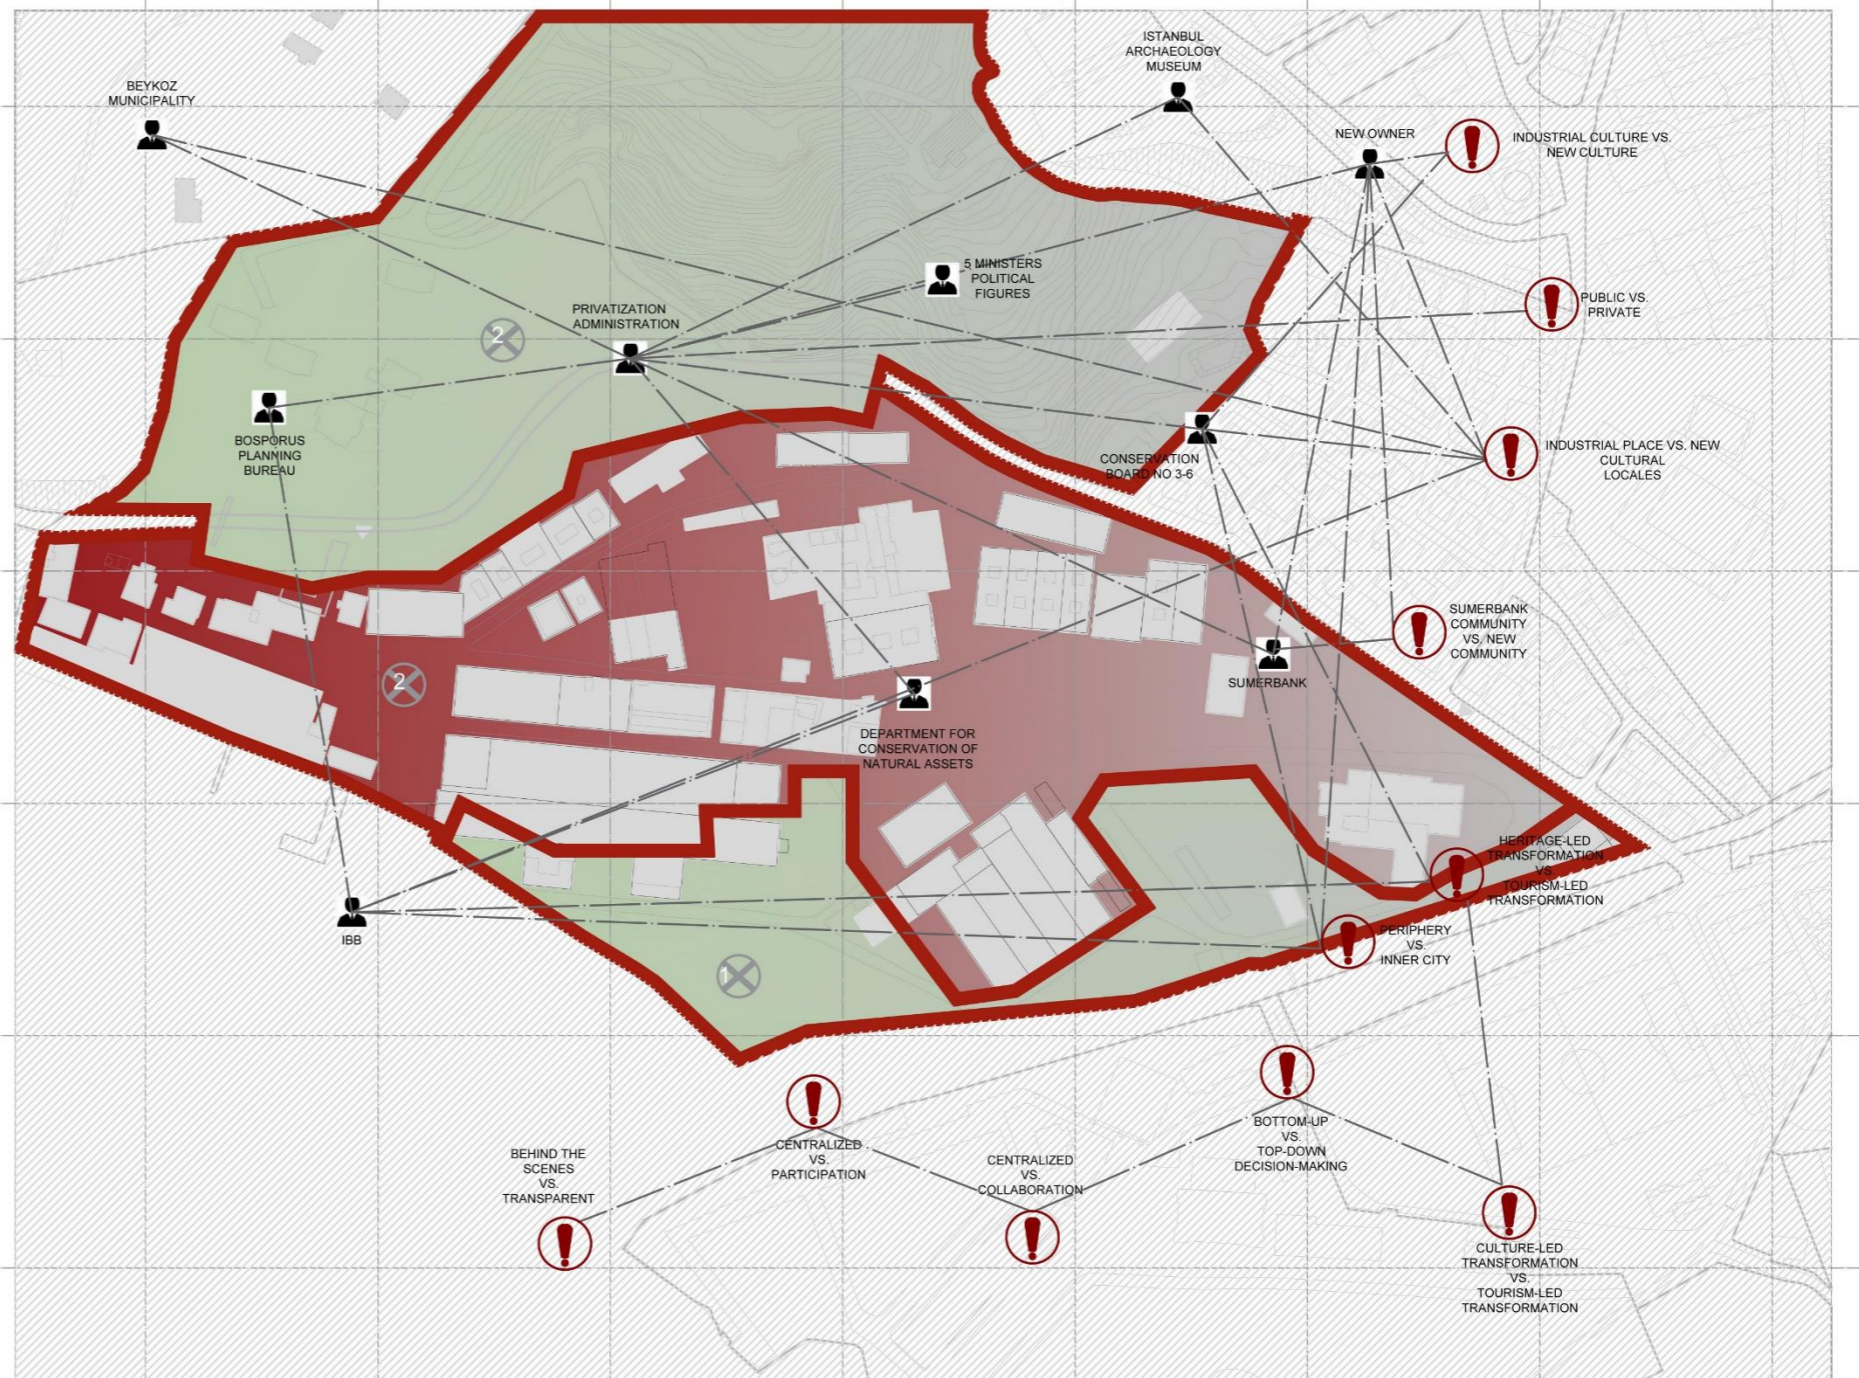 ISTANBUL
ARCHAEOLOGY
MUSEUM
BEYKOZ
MUNICIPALITY
NEW OWNER
INDUSTRIAL CULTURE VS.
NEW CULTURE
5 MINISTERS
POLITICAL
FIGURES
PUBLIC VS.
PRIVATE
PRIVATIZATION
ADMINISTRATION
2
BOSPORUS
PLANNING
BUREAU
CONSERVATION
BOARD NO 3-6
INDUSTRIAL PLACE VS. NEW
CULTURAL
LOCALES
SUMERBANK
COMMUNITY
VS. NEW
COMMUNITY
2
SUMERBANK
DEPARTMENT FOR
CONSERVATION OF
NATURAL ASSETS
HERITAGE-LED
TRANSFORMATION
VS.
TOURISM-LED
TRANSFORMATION
IBB
PERIPHERY
VS.
INNER CITY
1
BOTTOM-UP
VS.
TOP-DOWN
DECISION-MAKING
CENTRALIZED
VS.
PARTICIPATION
BEHIND THE
SCENES
VS.
TRANSPARENT
CENTRALIZED
VS.
COLLABORATION
CULTURE-LED
TRANSFORMATION
VS.
TOURISM-LED
TRANSFORMATION